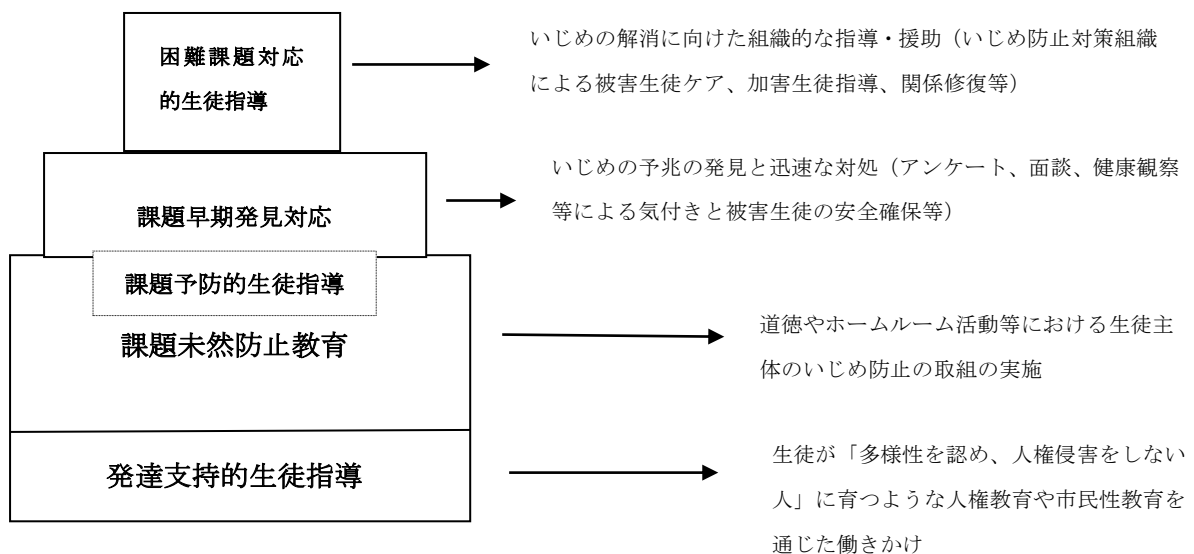 困難課題対応
的生徒指導
いじめの解消に向けた組織的な指導・援助（いじめ防止対策組織
による被害生徒ケア、加害生徒指導、関係修復等）
課題早期発見対応
いじめの予兆の発見と迅速な対処（アンケート、面談、健康観察
等による気付きと被害生徒の安全確保等）
課題予防的生徒指導
課題未然防止教育
道徳やホームルーム活動等における生徒主
体のいじめ防止の取組の実施
発達支持的生徒指導
生徒が「多様性を認め、人権侵害をしない
人」に育つような人権教育や市民性教育を
通じた働きかけ